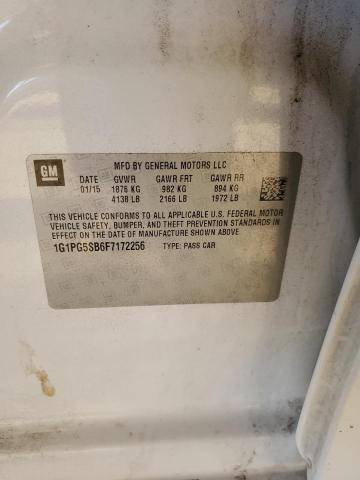 GM
MFD BY GENERAL MOTORS LLC
DATE GVWR GAWR FRT GAWR RR
01/15 1876 KG 982 KG 894 KG
4138 LB 2166 LB 1972 LB
THIS VEHICLE CONFORMS TO ALL APPLICABLE U.S. FEDERAL MOTOR
VEHICLE SAFETY, BUMPER, AND THEFT PREVENTION STANDARDS
IN EFFECT ON THE DATE OF MANUFACTURE SHOWN ABOVE.
1G1PG5SB6F7172256 TYPE: PASS CAR